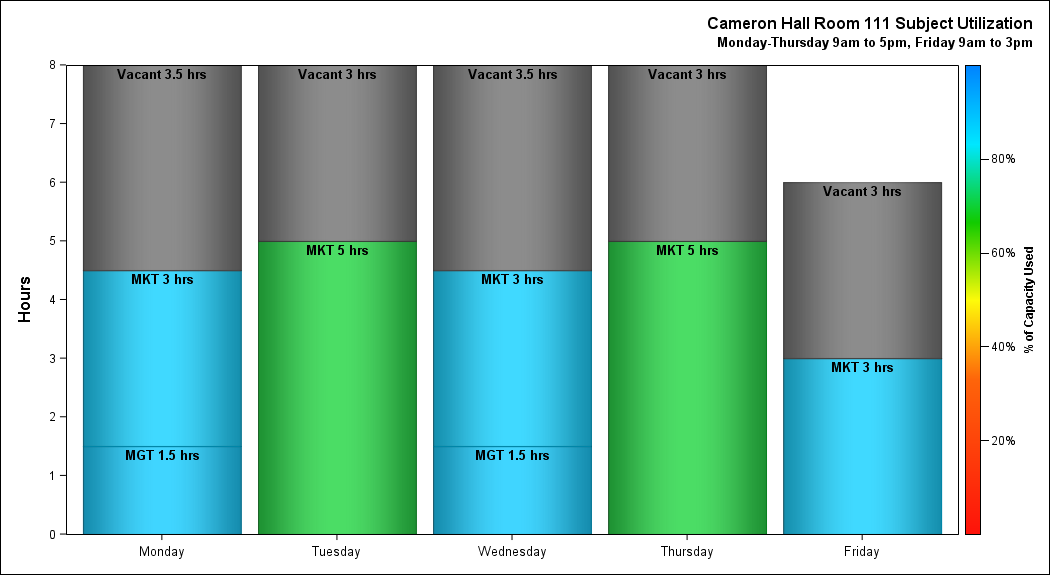 Cameron Hall Room 111 Subject Utilization
Monday-Thursday 9am to 5pm, Friday 9am to 3pm
Hours
8
7
6
5
4
3
2
1
0
Vacant 3.5 hrs
MKT 3 hrs
MGT 1.5 hrs
Vacant 3 hrs
MKT 5 hrs
Vacant 3.5 hrs
MKT 3 hrs
MGT 1.5 hrs
Vacant 3 hrs
MKT 5 hrs
Vacant 3 hrs
MKT 3 hrs
Monday
Tuesday
Wednesday
Thursday
Friday
80%
60%
40%
20%
% of Capacity Used